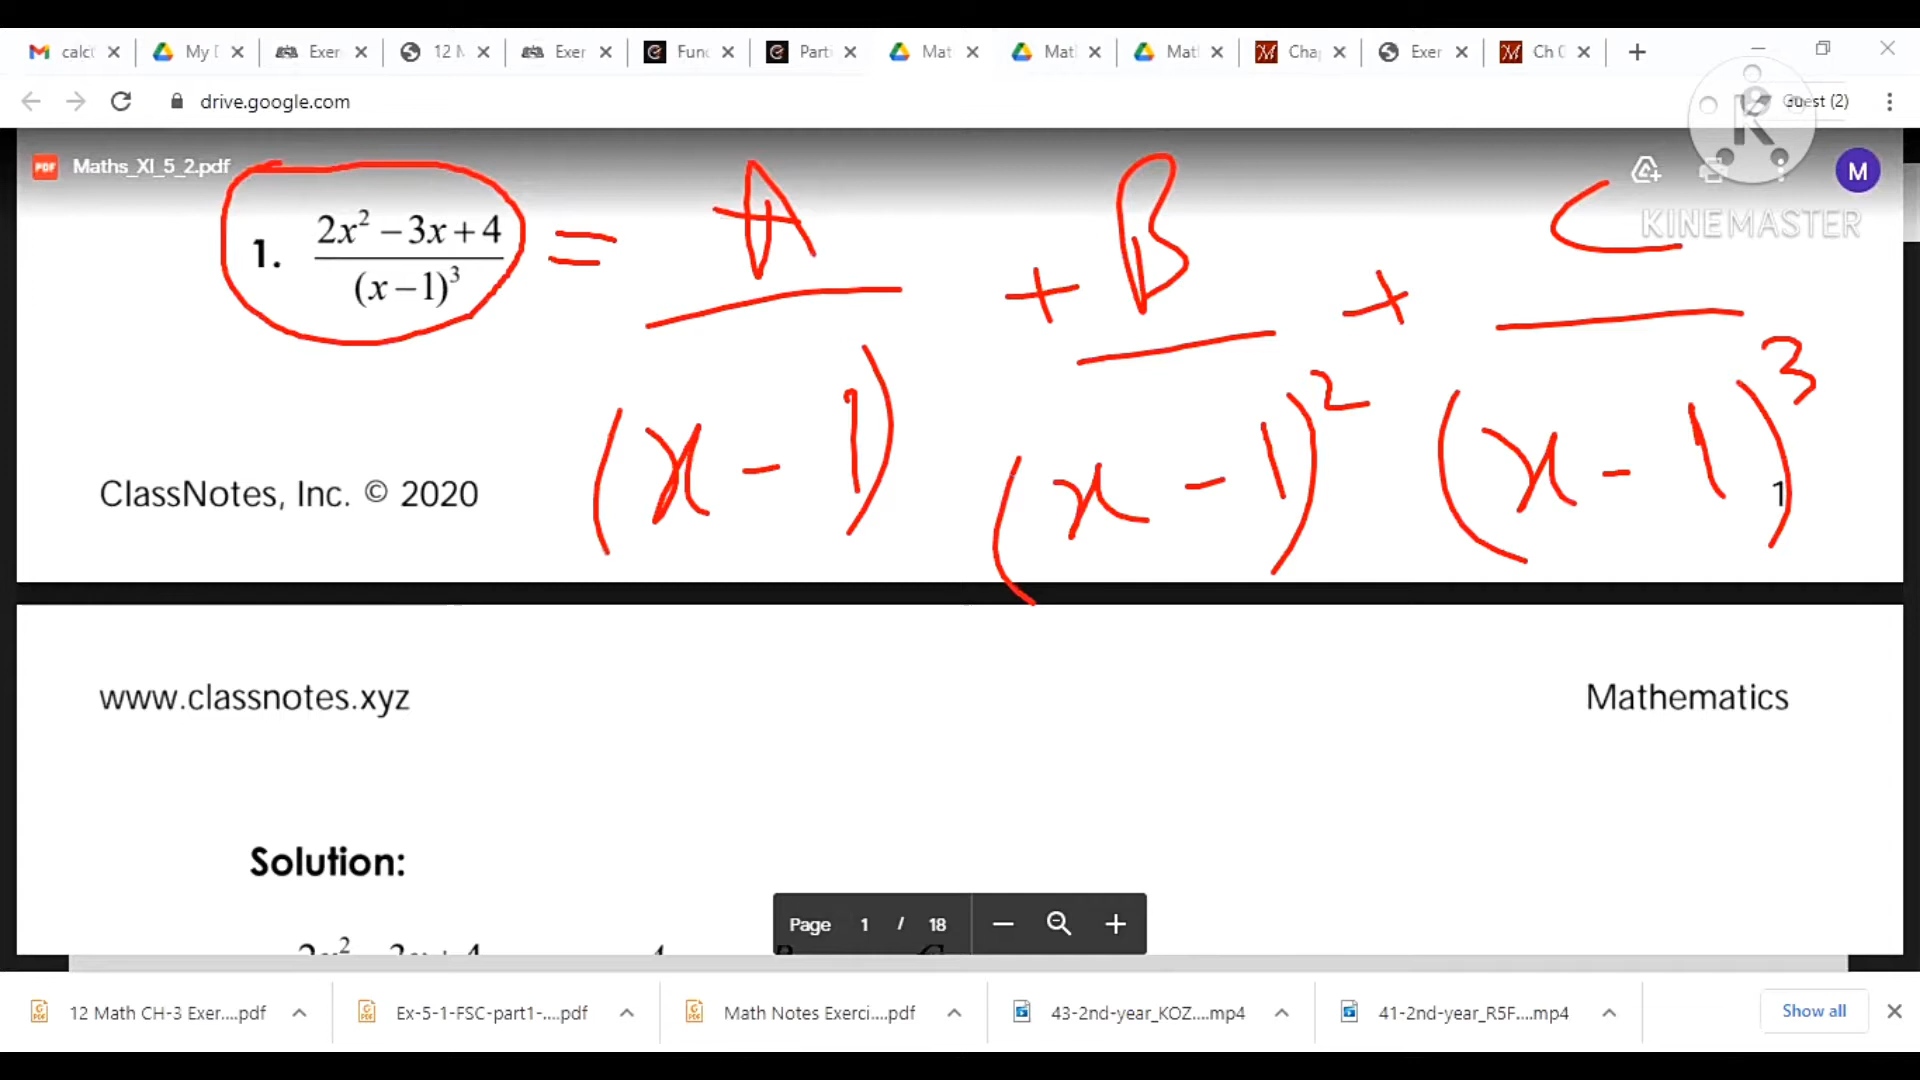 calc My D Exer 12 M Exer Func Parti Mat Mat Mat Cha Exer Ch 0
drive.google.com Guest (2)
Maths_XI_5_2.pdf M
K
KINEMASTER
1. (2x² − 3x + 4)/(x − 1)³ = A/(x − 1) + B/(x − 1)² + C/(x − 1)³
ClassNotes, Inc. © 2020 1
www.classnotes.xyz Mathematics
Solution:
Page 1 / 18
12 Math CH-3 Exer....pdf Ex-5-1-FSC-part1-....pdf Math Notes Exerci....pdf 43-2nd-year_KOZ....mp4 41-2nd-year_R5F....mp4 Show all